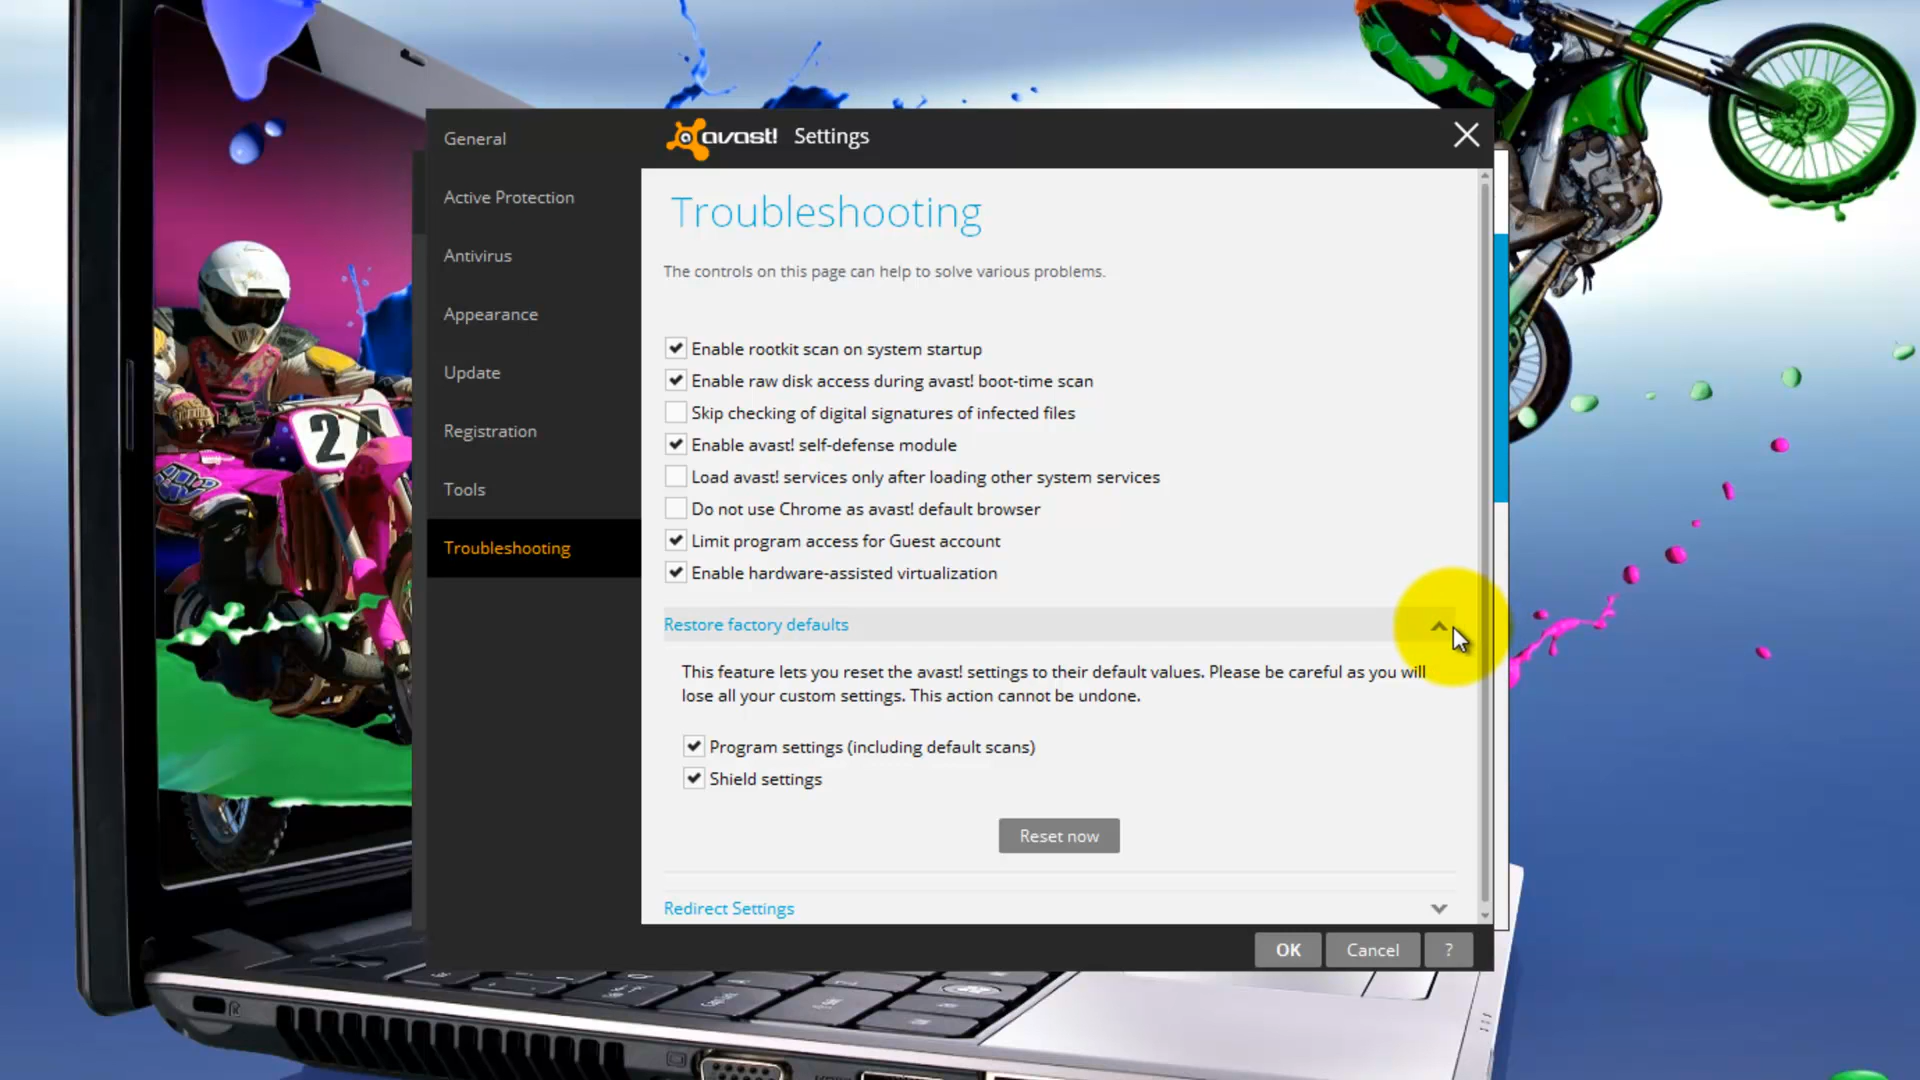 General
avast! Settings
Active Protection
Antivirus
Appearance
Update
Registration
Tools
Troubleshooting
Troubleshooting
The controls on this page can help to solve various problems.
Enable rootkit scan on system startup
Enable raw disk access during avast! boot-time scan
Skip checking of digital signatures of infected files
Enable avast! self-defense module
Load avast! services only after loading other system services
Do not use Chrome as avast! default browser
Limit program access for Guest account
Enable hardware-assisted virtualization
Restore factory defaults
This feature lets you reset the avast! settings to their default values. Please be careful as you will
lose all your custom settings. This action cannot be undone.
Program settings (including default scans)
Shield settings
Reset now
Redirect Settings
OK
Cancel
?